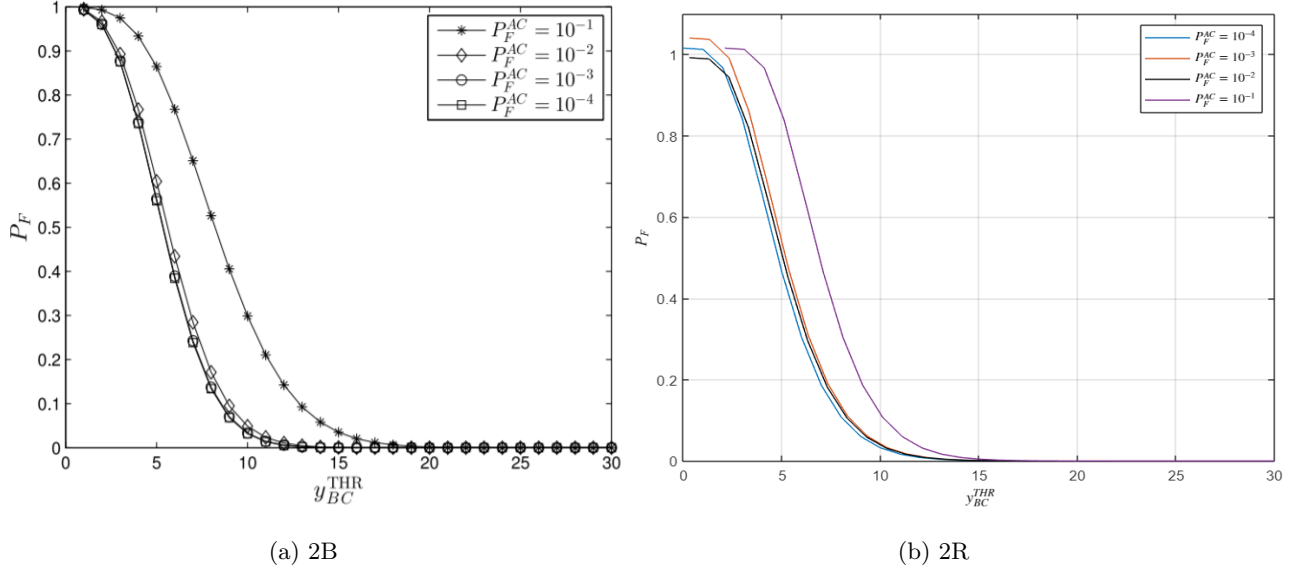 1
0.9
0.8
0.7
0.6
0.5
0.4
0.3
0.2
0.1
0
P_F
0 5 10 15 20 25 30
y_{BC}^{THR}
P_F^{AC} = 10^{-1}
P_F^{AC} = 10^{-2}
P_F^{AC} = 10^{-3}
P_F^{AC} = 10^{-4}
(a) 2B
1
0.8
0.6
0.4
0.2
0
P_F
0 5 10 15 20 25 30
y_{BC}^{THR}
P_F^{AC} = 10^{-4}
P_F^{AC} = 10^{-3}
P_F^{AC} = 10^{-2}
P_F^{AC} = 10^{-1}
(b) 2R